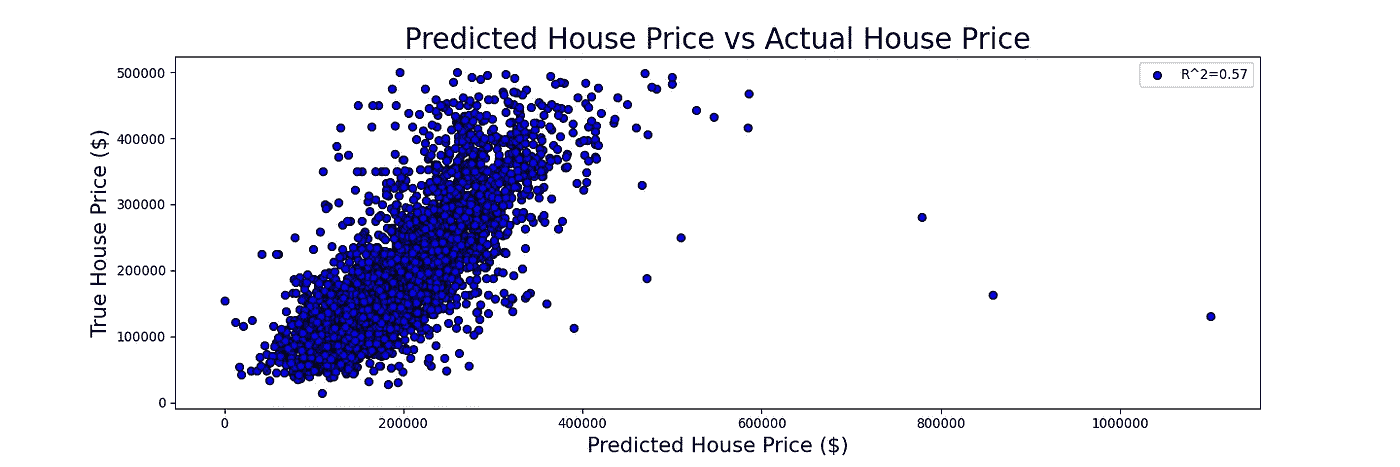 Predicted House Price vs Actual House Price
R^2=0.57
True House Price ($)
500000
400000
300000
200000
100000
0
0 200000 400000 600000 800000 1000000
Predicted House Price ($)